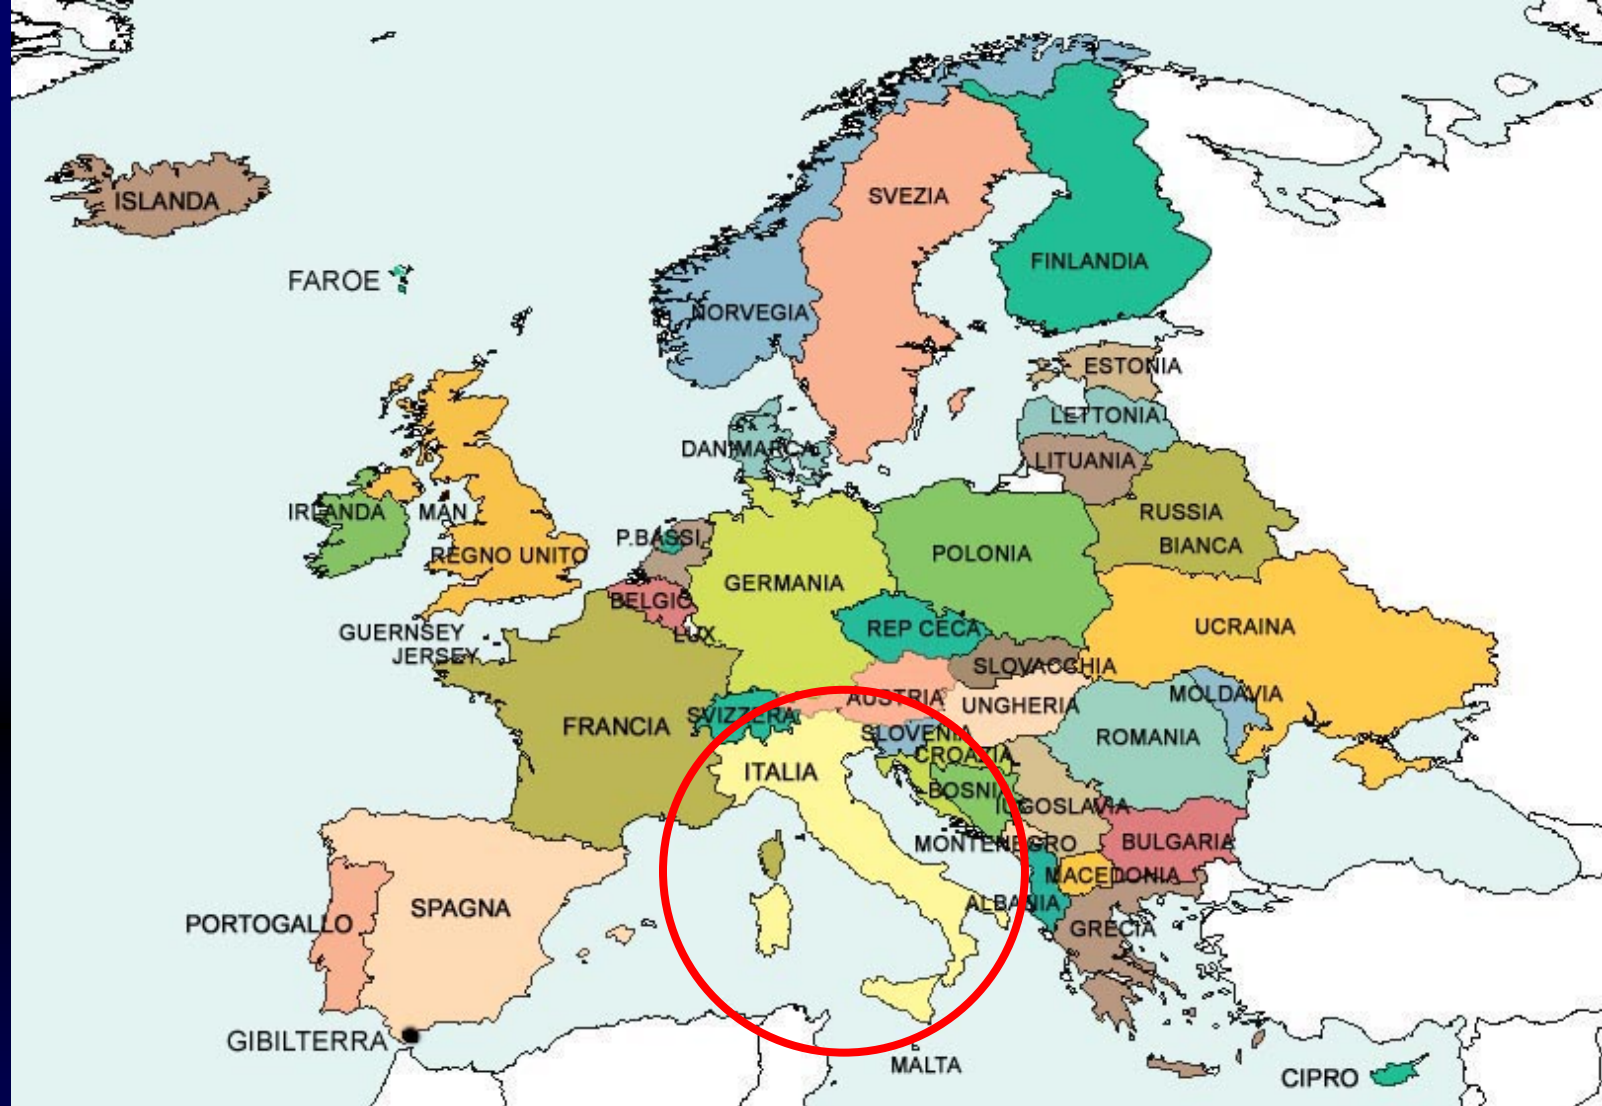 ISLANDA
SVEZIA
FINLANDIA
FAROE
NORVEGIA
ESTONIA
LETTONIA
DANIMARCA
LITUANIA
IRLANDA
MAN
RUSSIA
BIANCA
P.BASSI
REGNO UNITO
POLONIA
GERMANIA
BELGIO
GUERNSEY
LUX.
REP CECA
UCRAINA
JERSEY
SLOVACCHIA
AUSTRIA
MOLDAVIA
UNGHERIA
SVIZZERA
FRANCIA
SLOVENIA
ROMANIA
CROAZIA
ITALIA
BOSNIA
IUGOSLAVIA
MONTENEGRO
BULGARIA
MACEDONIA
ALBANIA
SPAGNA
PORTOGALLO
GRECIA
GIBILTERRA
MALTA
CIPRO